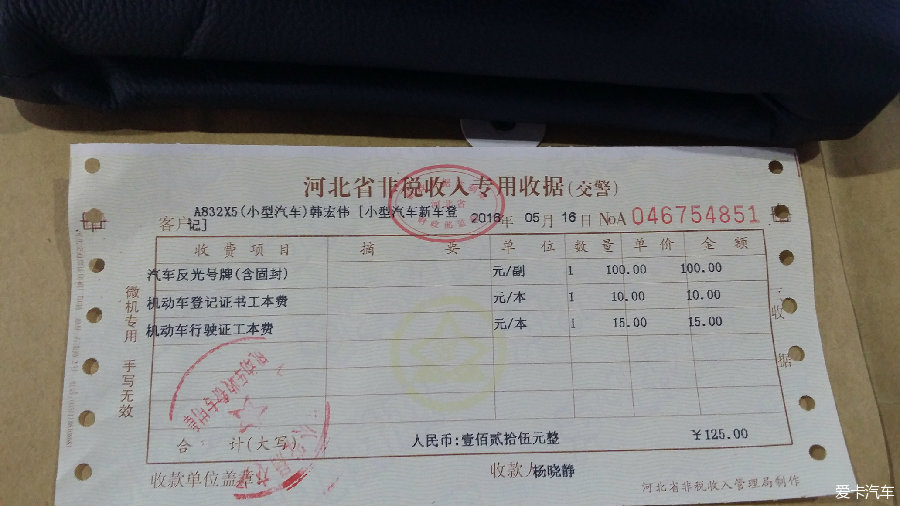 河北省非税收入专用收据(交警)
A832X5(小型汽车)韩宏伟 [小型汽车新车登
客户 记] 2016年 05月 16日 NoA 046754851
收费项目 摘要 单位 数量 单价 金额
汽车反光号牌(含固封) 元/副 1 100.00 100.00
机动车登记证书工本费 元/本 1 10.00 10.00
机动车行驶证工本费 元/本 1 15.00 15.00
合计(大写) 人民币:壹佰贰拾伍元整 ¥125.00
收款单位盖章 收款人 杨晓静
河北省非税收入管理局制作
微机专用 手写无效
收据
爱卡汽车